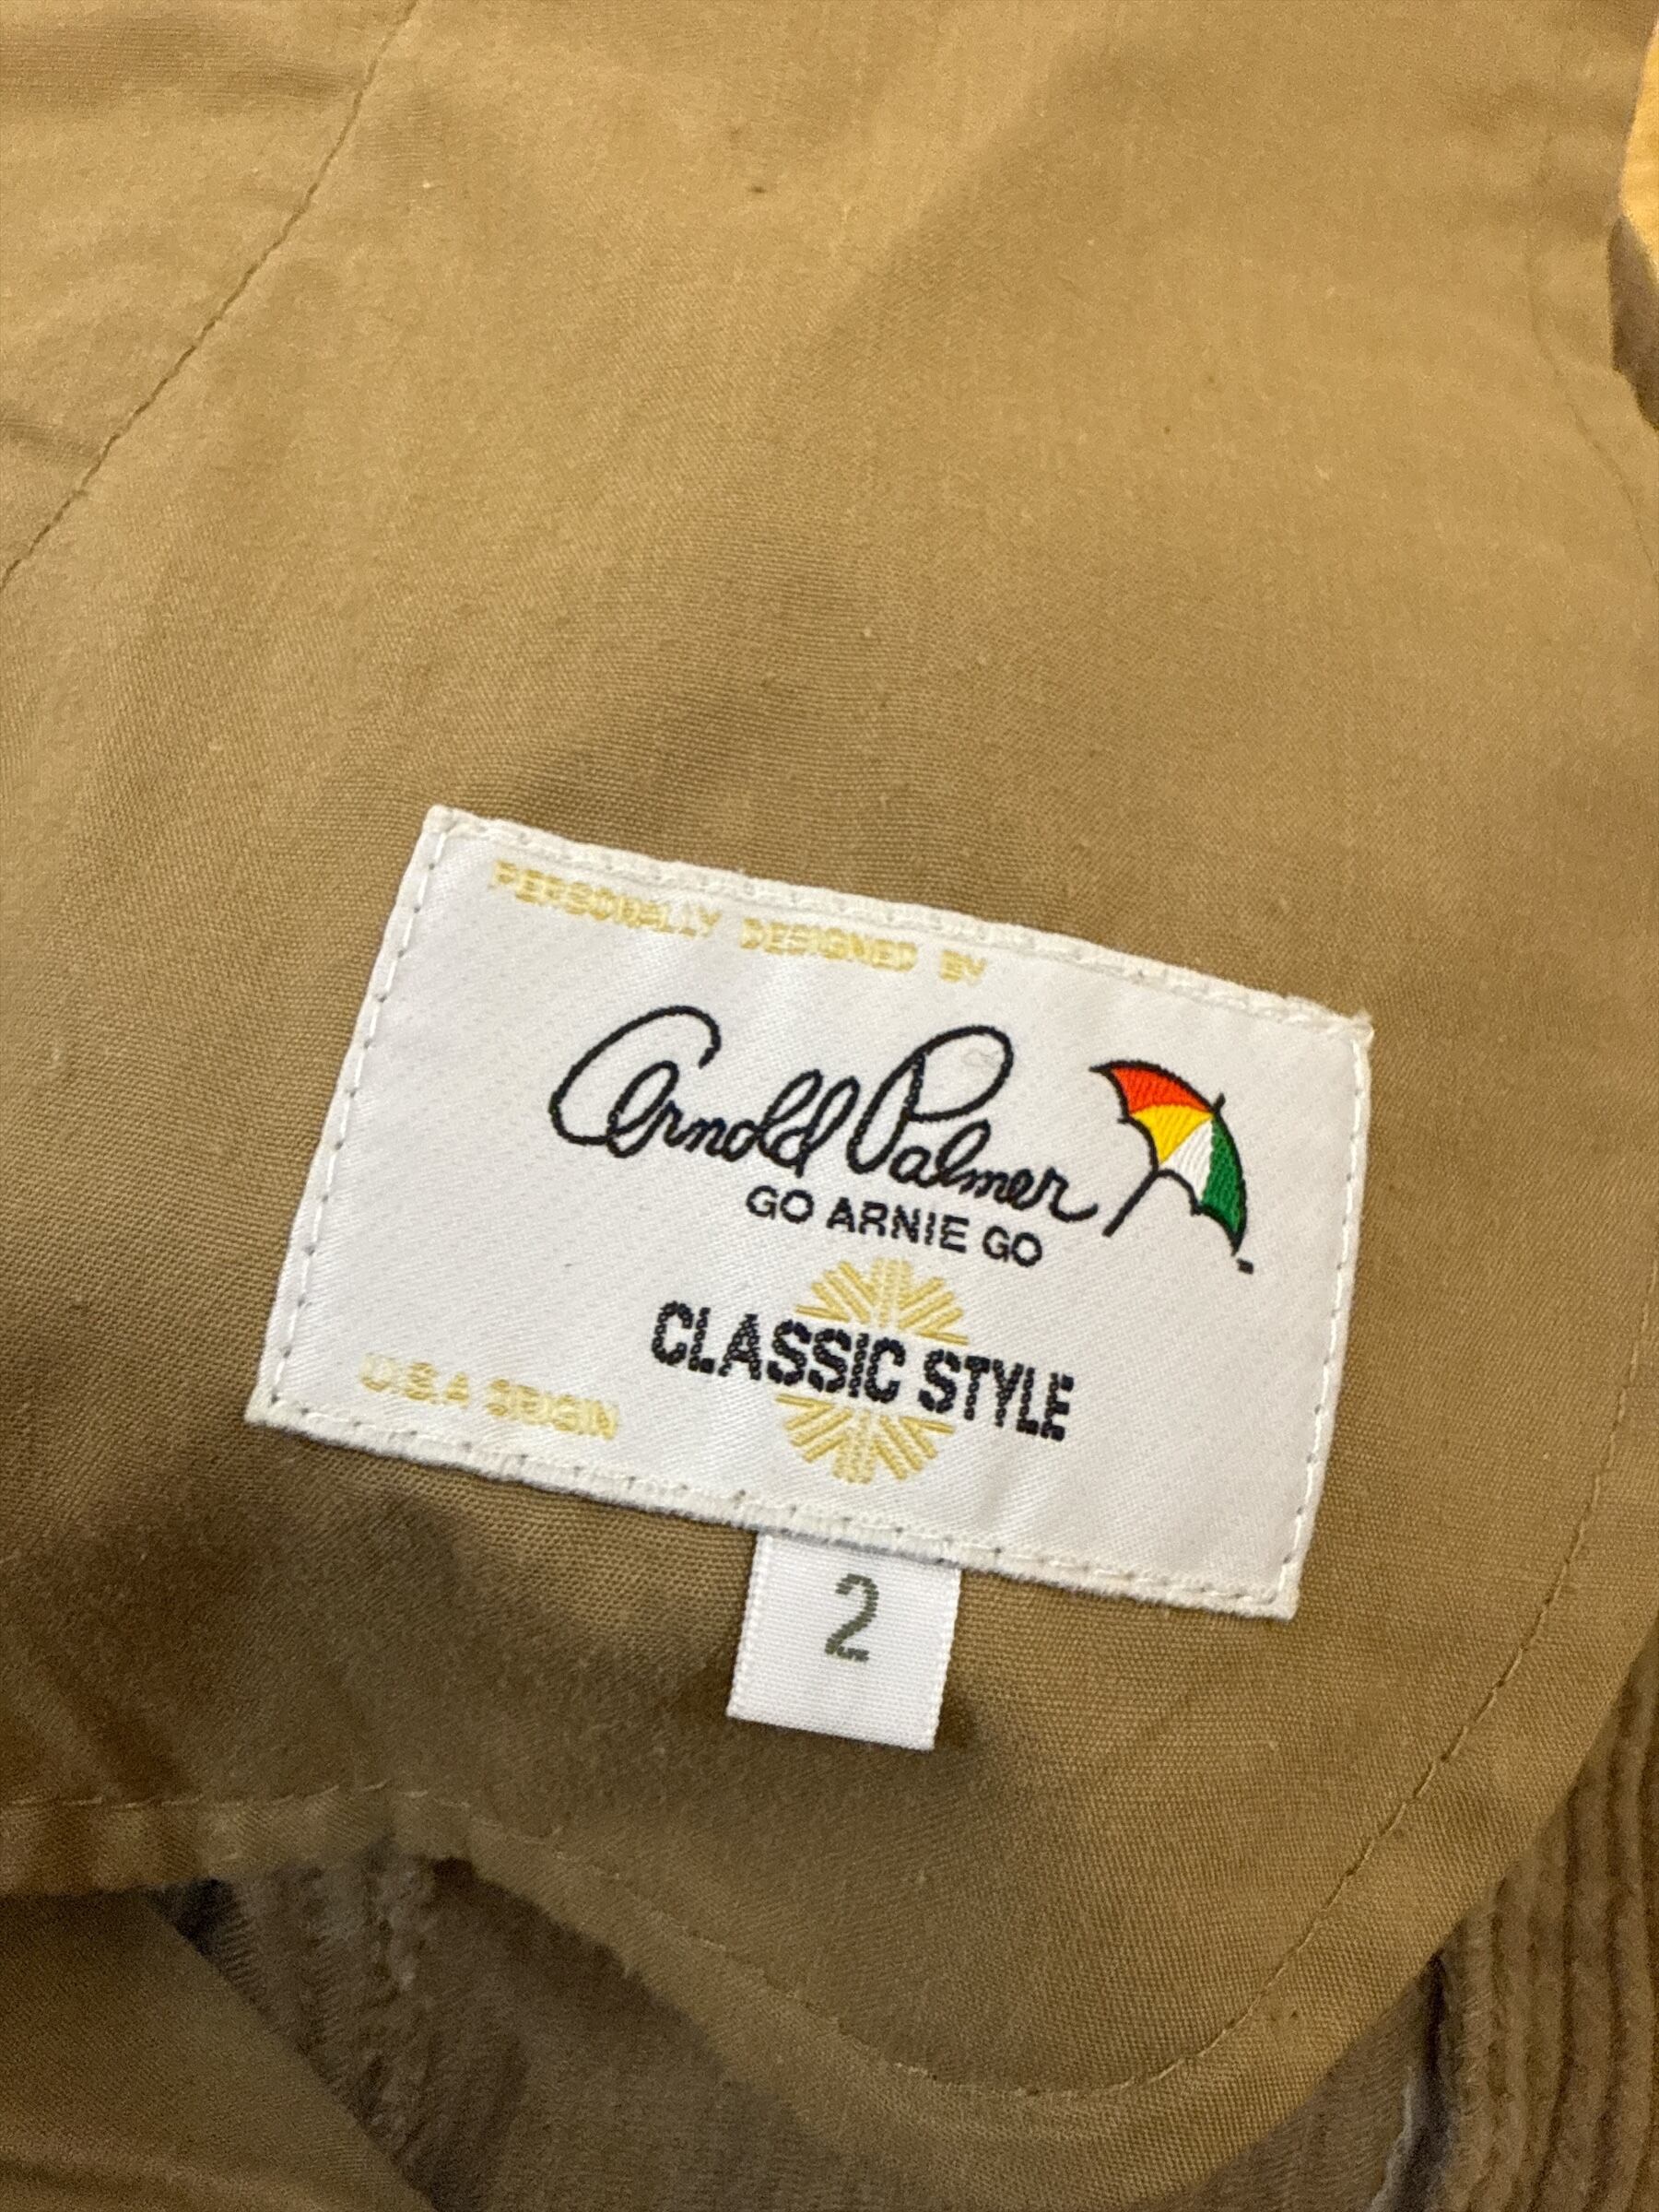 PERSONALLY DESIGNED BY
Arnold Palmer
GO ARNIE GO
CLASSIC STYLE
U.S.A ORIGIN
2